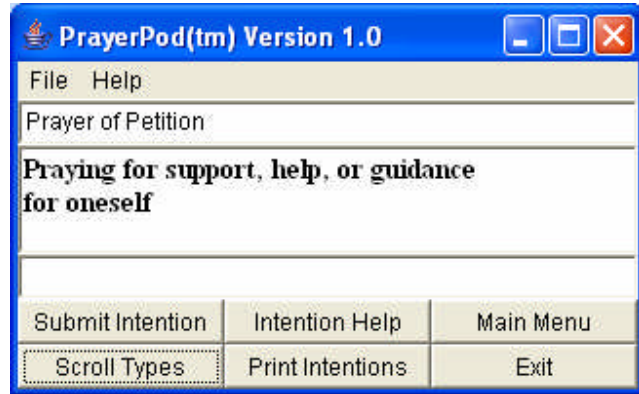 PrayerPod(tm) Version 1.0
File Help
Prayer of Petition
Praying for support, help, or guidance
for oneself
Submit Intention Intention Help Main Menu
Scroll Types Print Intentions Exit